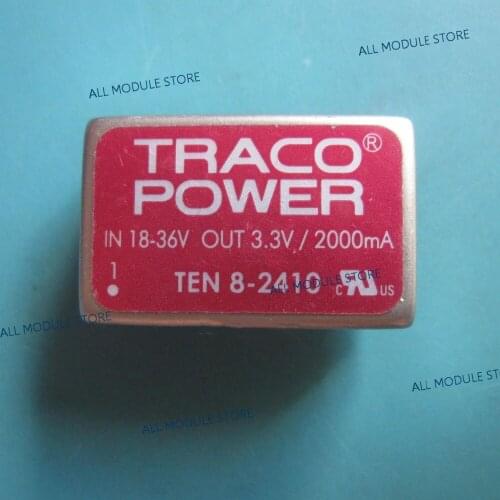 ALL MODULE STORE
ALL MODULE STORE
TRACO®
POWER
IN 18-36V OUT 3.3V / 2000mA
1
TEN 8-2410
c RU US
ALL MODULE STORE
ALL MODULE STORE
ALL MODULE STORE
ALL MODULE STORE